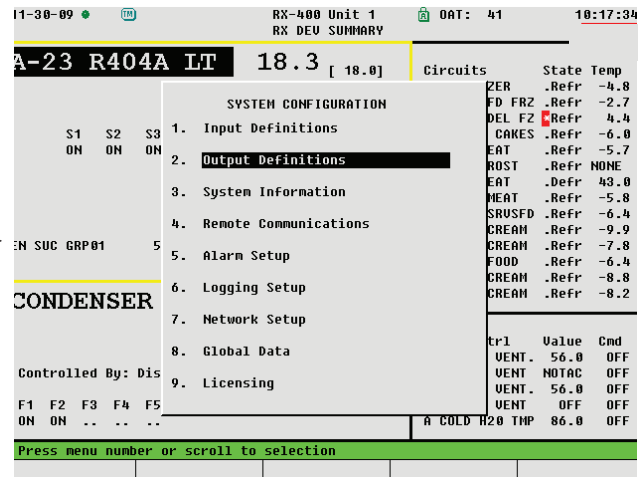 11-30-09 TM RX-400 Unit 1 A OAT: 41 10:17:34
RX DEV SUMMARY
A-23 R404A LT 18.3 [ 18.0]
S1 S2 S3
ON ON ON
EN SUC GRP01 5
CONDENSER
Controlled By: Dis
F1 F2 F3 F4 F5
ON ON .. .. ..
SYSTEM CONFIGURATION
1. Input Definitions
2. Output Definitions
3. System Information
4. Remote Communications
5. Alarm Setup
6. Logging Setup
7. Network Setup
8. Global Data
9. Licensing
Circuits State Temp
ZER .Refr -4.8
FD FRZ .Refr -2.7
DEL FZ *Refr 4.4
CAKES .Refr -6.0
EAT .Refr -5.7
ROST .Refr NONE
EAT .Defr 43.0
MEAT .Refr -5.8
SRVSFD .Refr -6.4
CREAM .Refr -9.9
CREAM .Refr -7.8
FOOD .Refr -6.4
CREAM .Refr -8.8
CREAM .Refr -8.2
trl Value Cmd
VENT. 56.0 OFF
VENT NOTAC OFF
VENT. 56.0 OFF
VENT OFF OFF
A COLD H20 TMP 86.0 OFF
Press menu number or scroll to selection